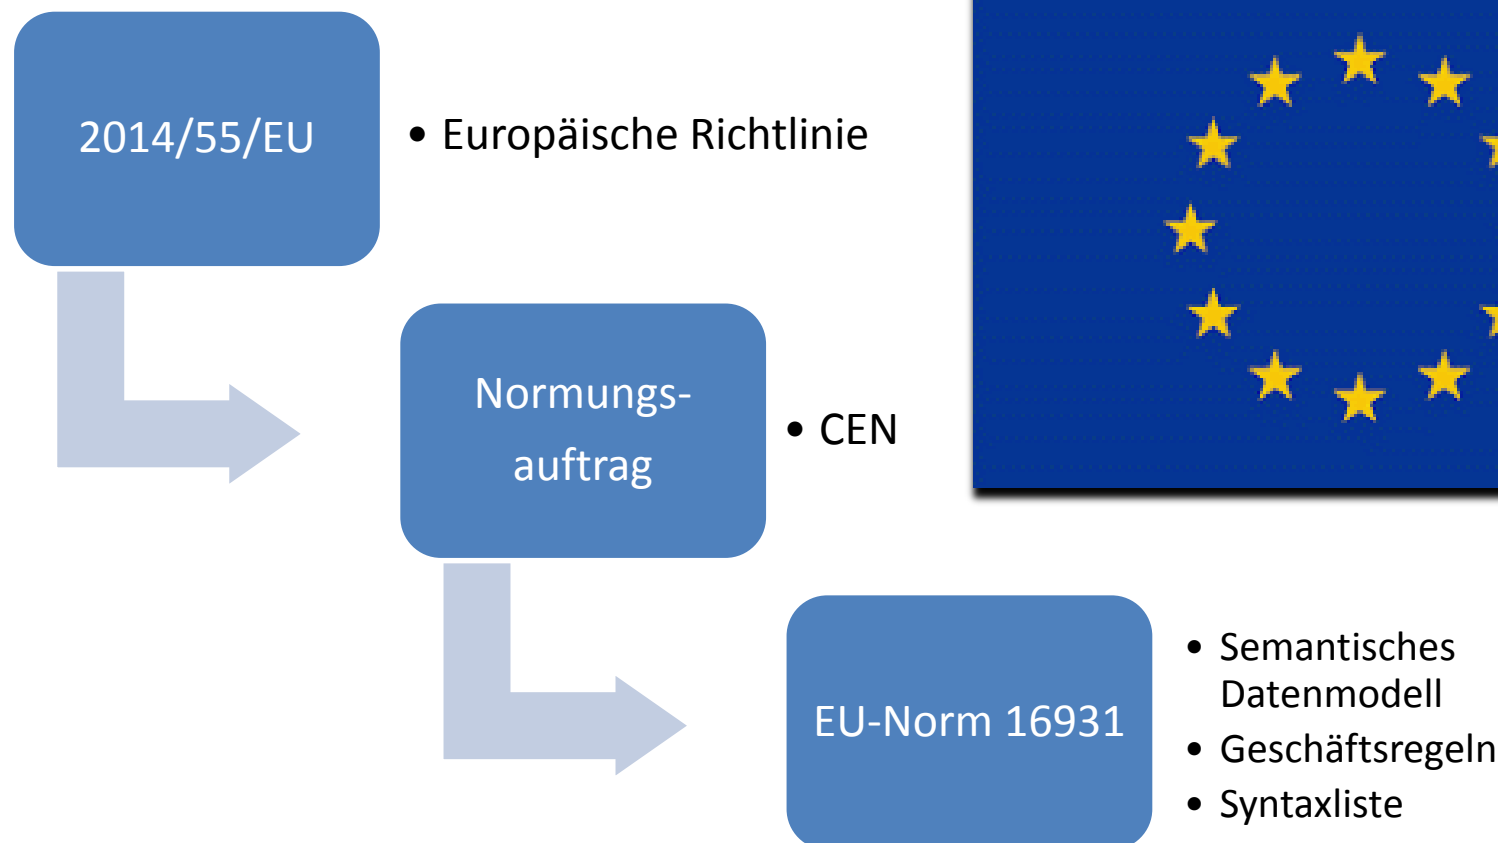 2014/55/EU
• Europäische Richtlinie
Normungs-
auftrag
• CEN
EU-Norm 16931
• Semantisches
Datenmodell
• Geschäftsregeln
• Syntaxliste